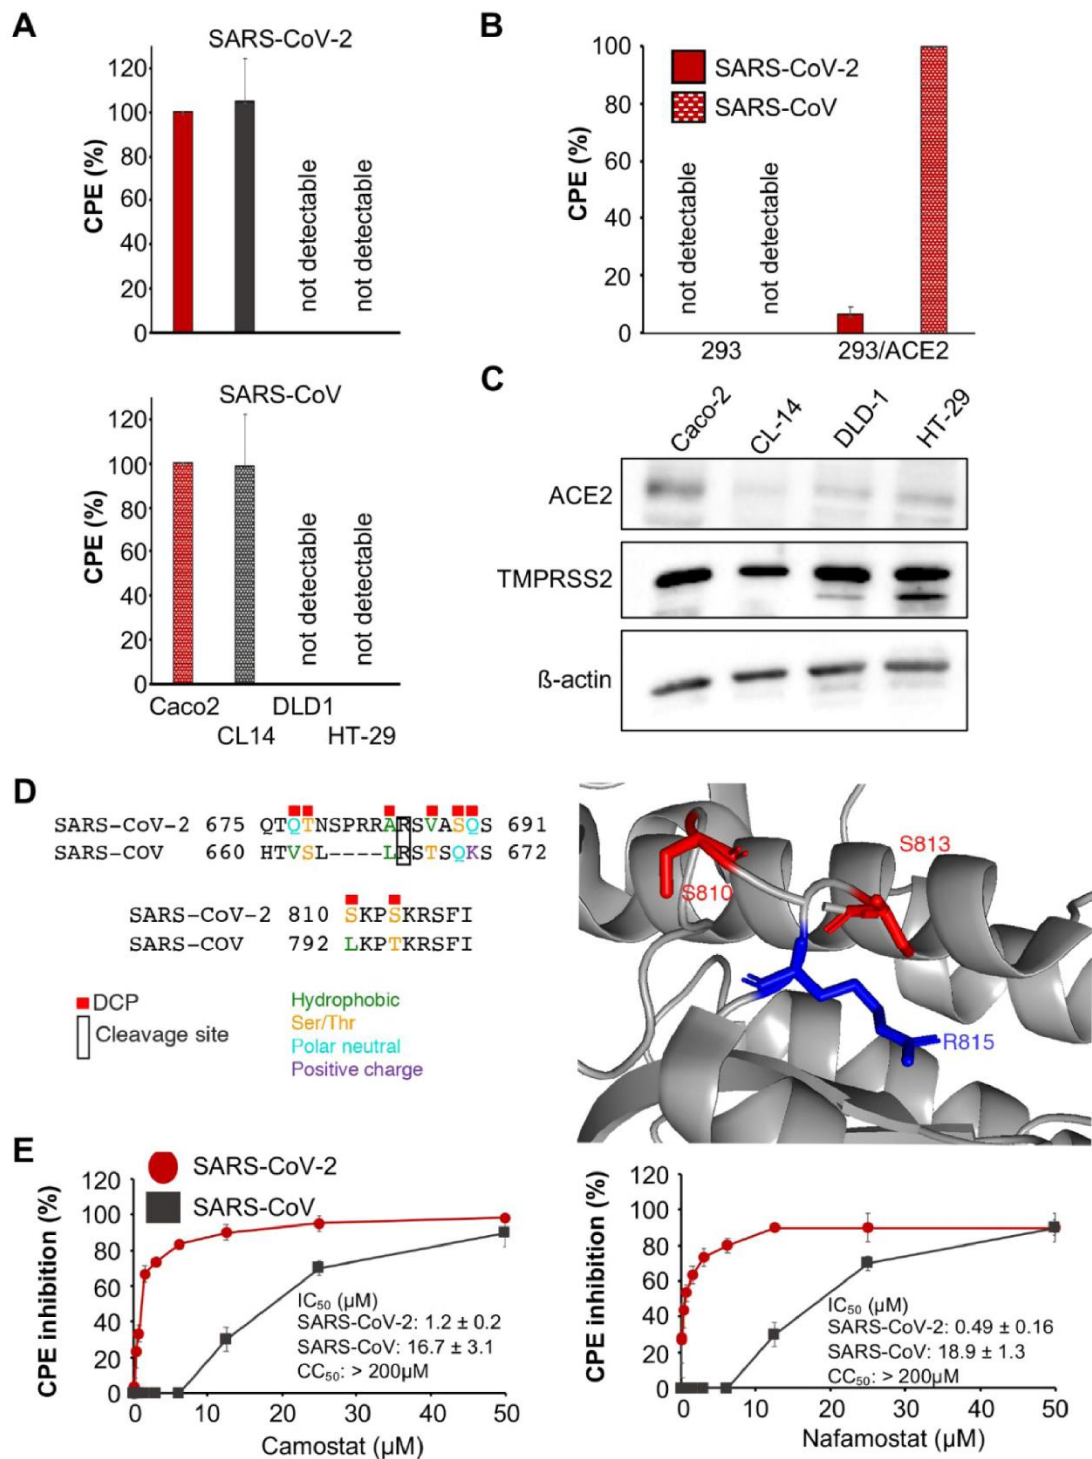 A
SARS-CoV-2
CPE (%)
120
100
80
60
40
20
0
not detectable
not detectable
SARS-CoV
CPE (%)
120
100
80
60
40
20
0
not detectable
not detectable
Caco2
DLD1
CL14
HT-29
B
CPE (%)
100
80
60
40
20
0
SARS-CoV-2
SARS-CoV
not detectable
not detectable
293
293/ACE2
C
Caco-2
CL-14
DLD-1
HT-29
ACE2
TMPRSS2
ß-actin
D
SARS-CoV-2 675 QTQTNSPRRARSVASQS 691
SARS-COV 660 HTVSL----LRSTSQKS 672
SARS-CoV-2 810 SKPSKRSFI
SARS-COV 792 LKPTKRSFI
DCP
Cleavage site
Hydrophobic
Ser/Thr
Polar neutral
Positive charge
S810
S813
R815
E
SARS-CoV-2
SARS-CoV
CPE inhibition (%)
120
100
80
60
40
20
0
IC50 (µM)
SARS-CoV-2: 1.2 ± 0.2
SARS-CoV: 16.7 ± 3.1
CC50: > 200µM
0 10 20 30 40 50
Camostat (µM)
CPE inhibition (%)
120
100
80
60
40
20
0
IC50 (µM)
SARS-CoV-2: 0.49 ± 0.16
SARS-CoV: 18.9 ± 1.3
CC50: > 200µM
0 10 20 30 40 50
Nafamostat (µM)